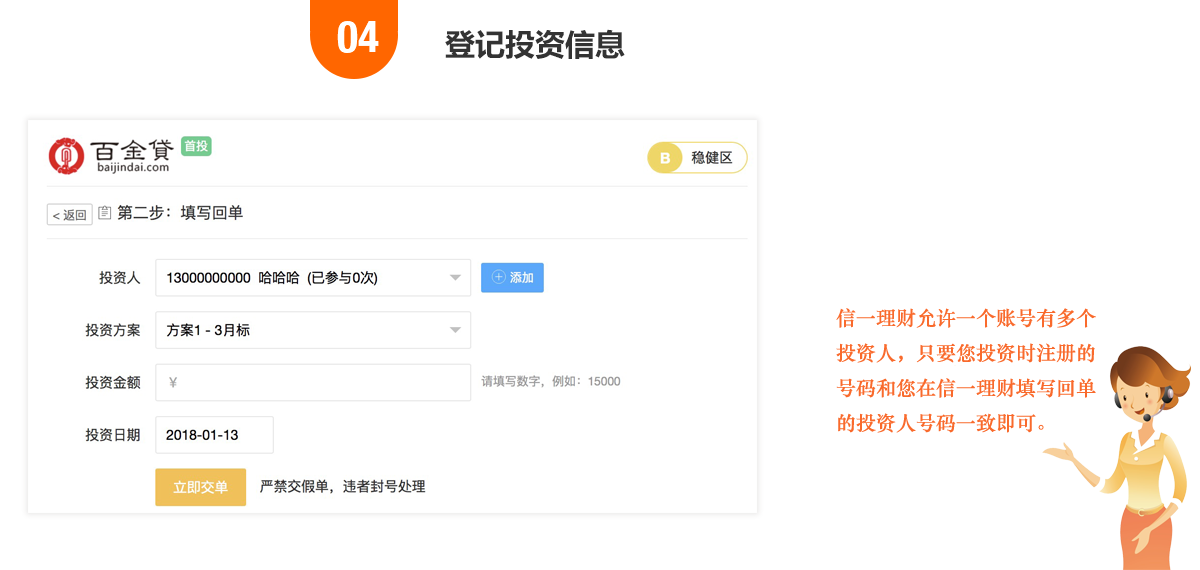 04 登记投资信息
百金貸 首投
baijindai.com
B 稳健区
< 返回 第二步：填写回单
投资人 13000000000 哈哈哈 (已参与0次) 添加
投资方案 方案1 - 3月标
投资金额 ￥ 请填写数字，例如：15000
投资日期 2018-01-13
立即交单 严禁交假单，违者封号处理
信一理财允许一个账号有多个
投资人，只要您投资时注册的
号码和您在信一理财填写回单
的投资人号码一致即可。